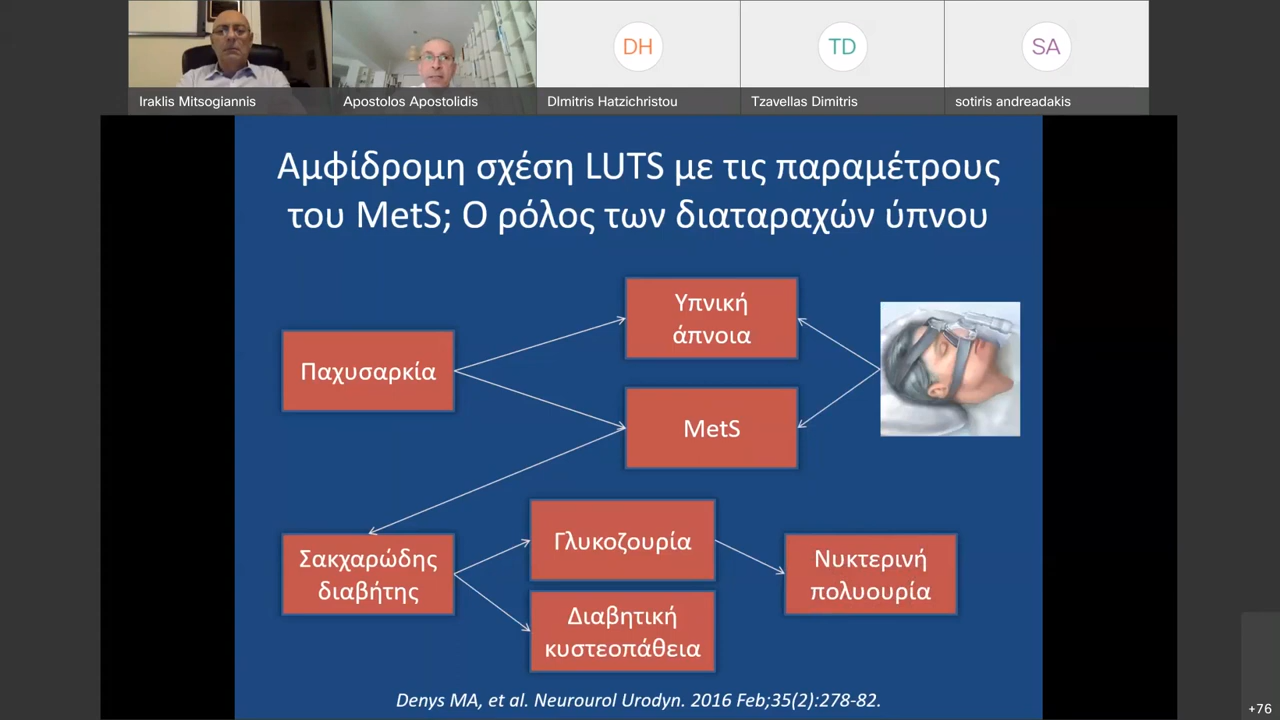 DH
TD
SA
Iraklis Mitsogiannis
Apostolos Apostolidis
DImitris Hatzichristou
Tzavellas Dimitris
sotiris andreadakis
Αμφίδρομη σχέση LUTS με τις παραμέτρους
του MetS; Ο ρόλος των διαταραχών ύπνου
Υπνική
άπνοια
Παχυσαρκία
MetS
Σακχαρώδης
διαβήτης
Γλυκοζουρία
Διαβητική
κυστεοπάθεια
Νυκτερινή
πολυουρία
Denys MA, et al. Neurourol Urodyn. 2016 Feb;35(2):278-82.
+76